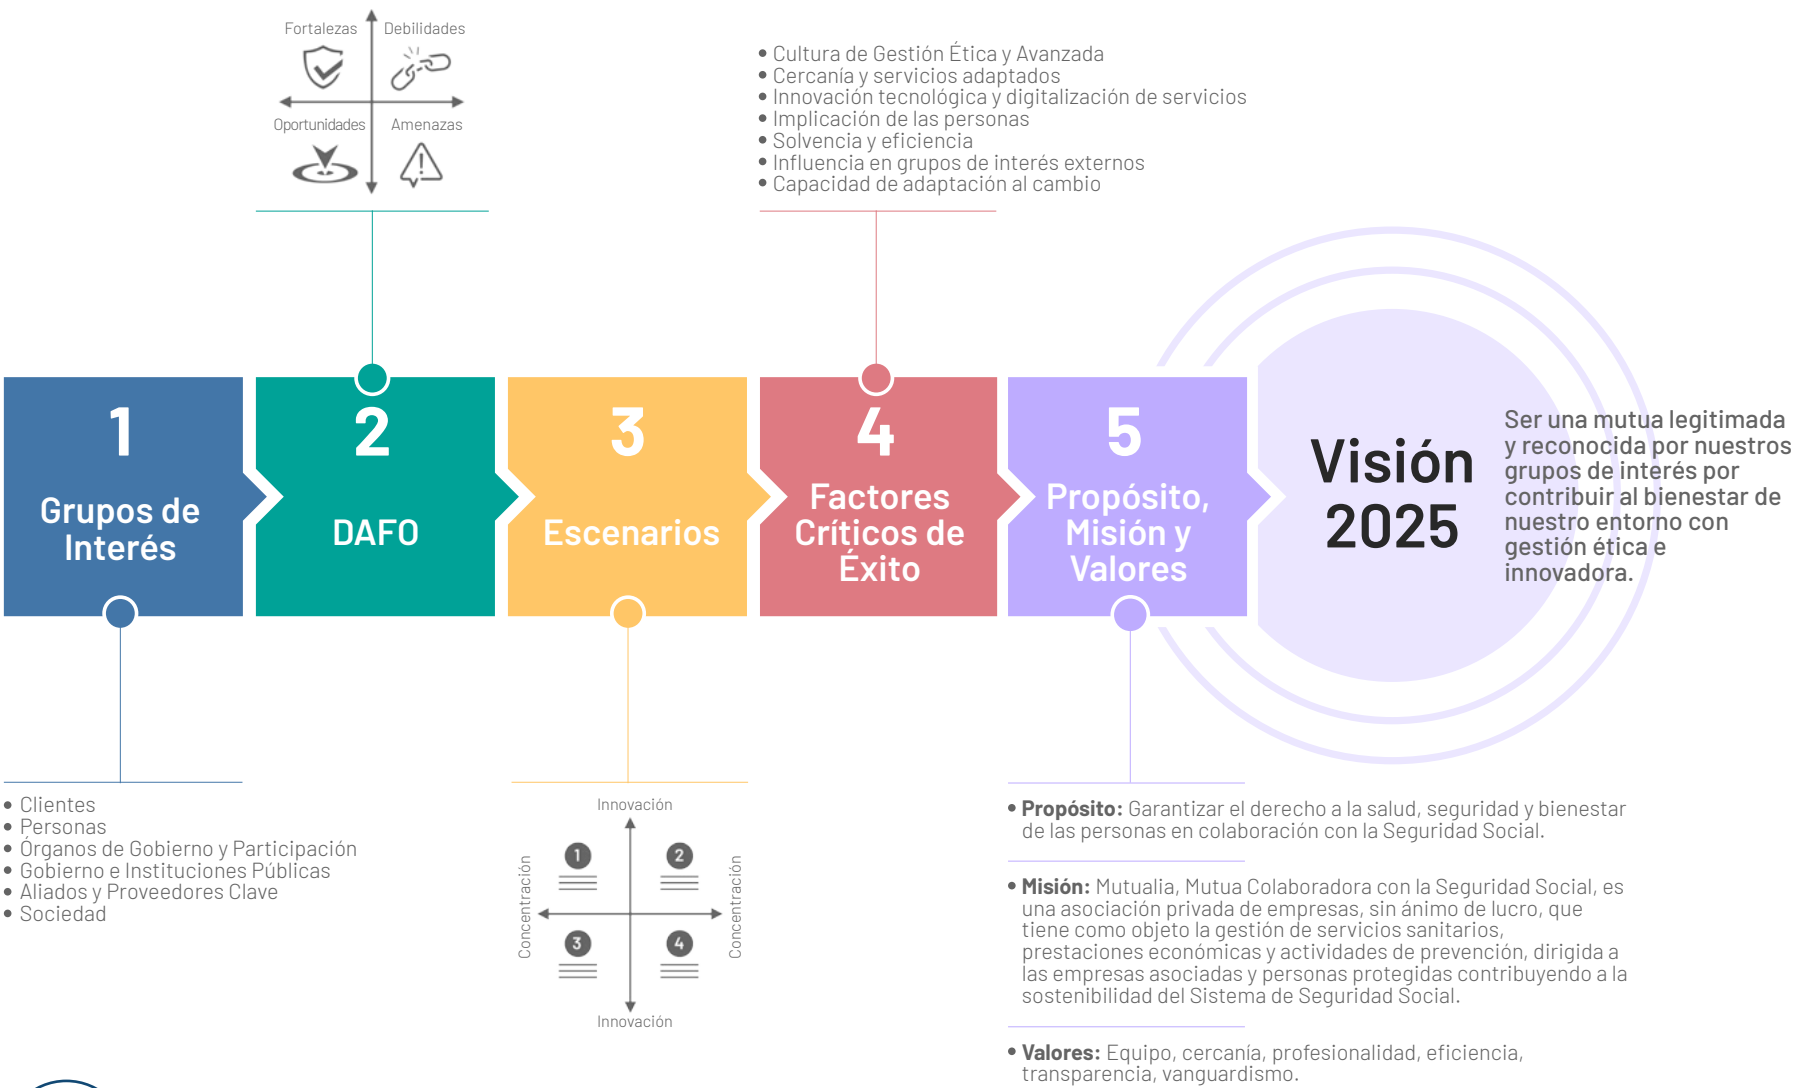 Fortalezas
Debilidades
Oportunidades
Amenazas
• Cultura de Gestión Ética y Avanzada
• Cercanía y servicios adaptados
• Innovación tecnológica y digitalización de servicios
• Implicación de las personas
• Solvencia y eficiencia
• Influencia en grupos de interés externos
• Capacidad de adaptación al cambio
1
Grupos de
Interés
2
DAFO
3
Escenarios
4
Factores
Críticos de
Éxito
5
Propósito,
Misión y
Valores
Visión
2025
Ser una mutua legitimada
y reconocida por nuestros
grupos de interés por
contribuir al bienestar de
nuestro entorno con
gestión ética e
innovadora.
• Clientes
• Personas
• Órganos de Gobierno y Participación
• Gobierno e Instituciones Públicas
• Aliados y Proveedores Clave
• Sociedad
Innovación
Concentración
1
2
3
4
Concentración
Innovación
• Propósito: Garantizar el derecho a la salud, seguridad y bienestar
de las personas en colaboración con la Seguridad Social.
• Misión: Mutualia, Mutua Colaboradora con la Seguridad Social, es
una asociación privada de empresas, sin ánimo de lucro, que
tiene como objeto la gestión de servicios sanitarios,
prestaciones económicas y actividades de prevención, dirigida a
las empresas asociadas y personas protegidas contribuyendo a la
sostenibilidad del Sistema de Seguridad Social.
• Valores: Equipo, cercanía, profesionalidad, eficiencia,
transparencia, vanguardismo.